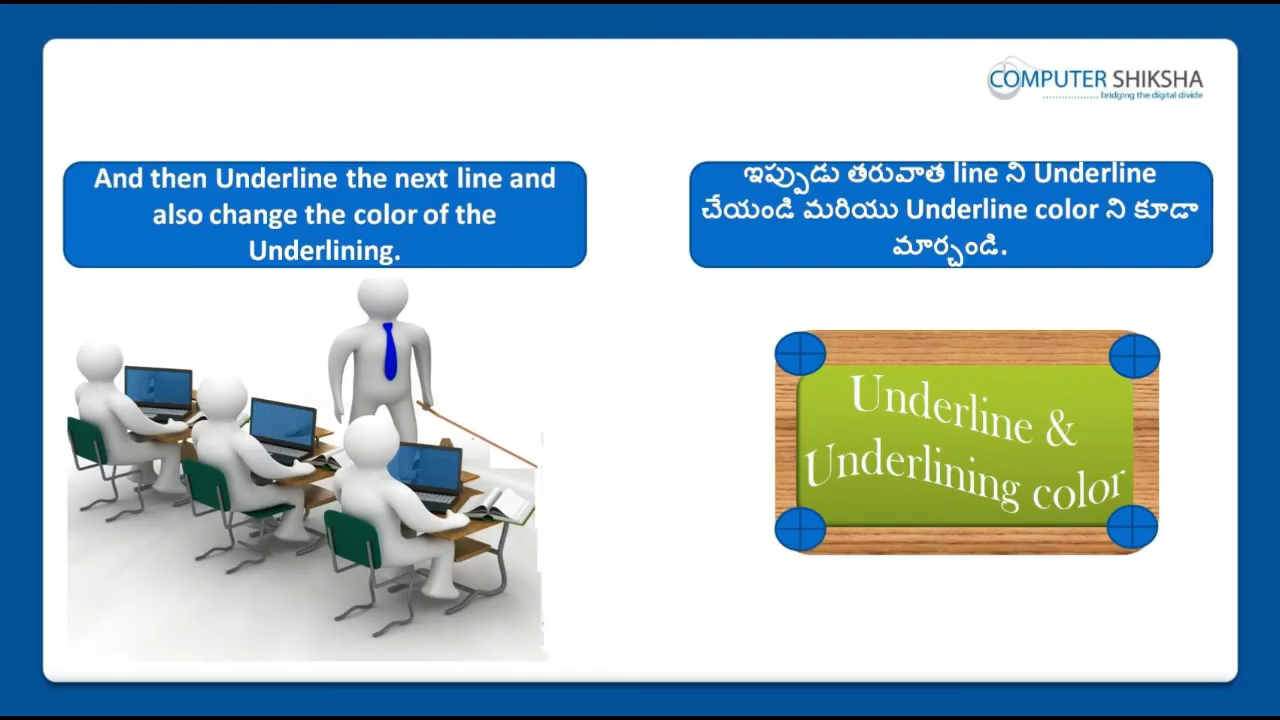 COMPUTER SHIKSHA
bridging the digital divide
And then Underline the next line and
also change the color of the
Underlining.
ఇప్పుడు తరువాత line ని Underline
చేయండి మరియు Underline color ని కూడా
మార్చండి.
Underline &
Underlining color